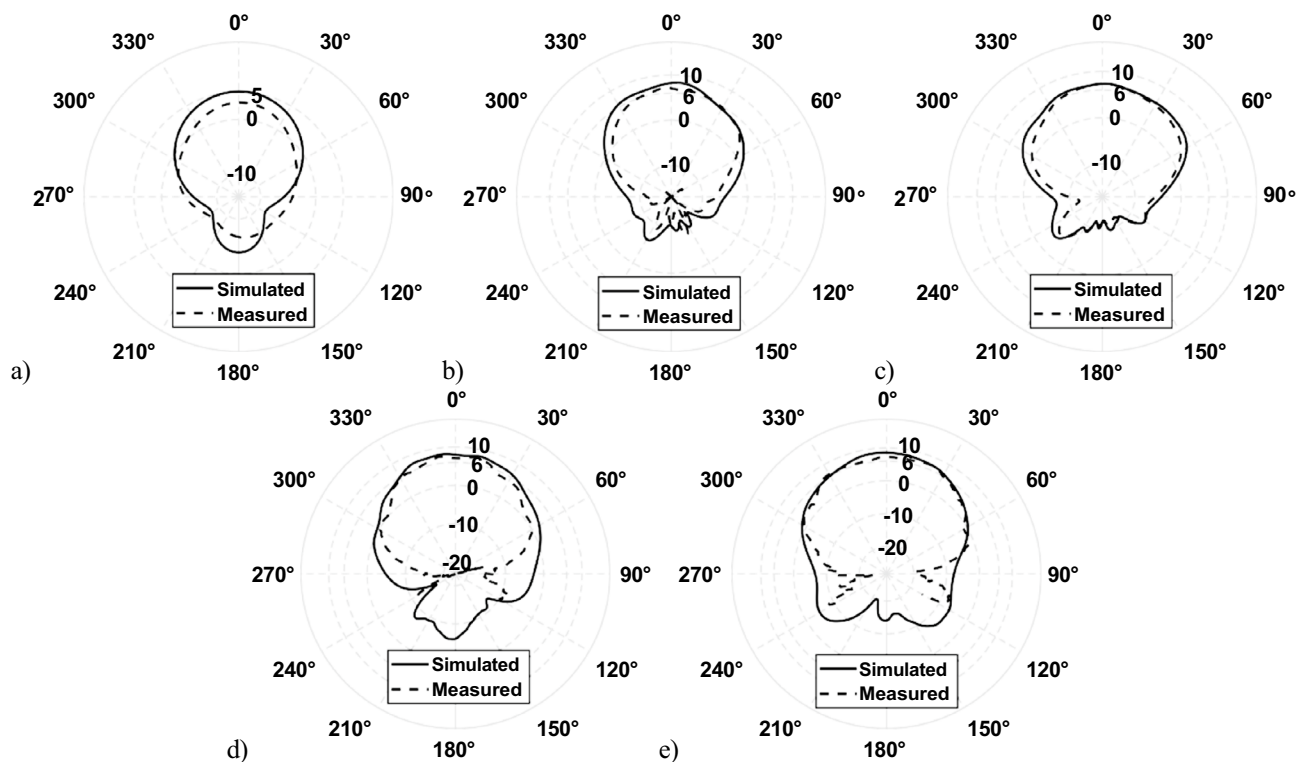 0° 0° 0°
330° 30° 330° 30° 330° 30°
300° 5 60° 300° 10 60° 300° 10 60°
0 6 6
0 0
-10 -10 -10
270° 90° 270° 90° 270° 90°
Simulated Simulated Simulated
Measured Measured Measured
240° 120° 240° 120° 240° 120°
210° 150° 210° 150° 210° 150°
a) 180° b) 180° c) 180°
0° 0°
330° 30° 330° 30°
10 10
6 6
300° 0 60° 300° 0 60°
-10 -10
-20 -20
270° 90° 270° 90°
Simulated Simulated
Measured Measured
240° 120° 240° 120°
210° 150° 210° 150°
d) 180° e) 180°